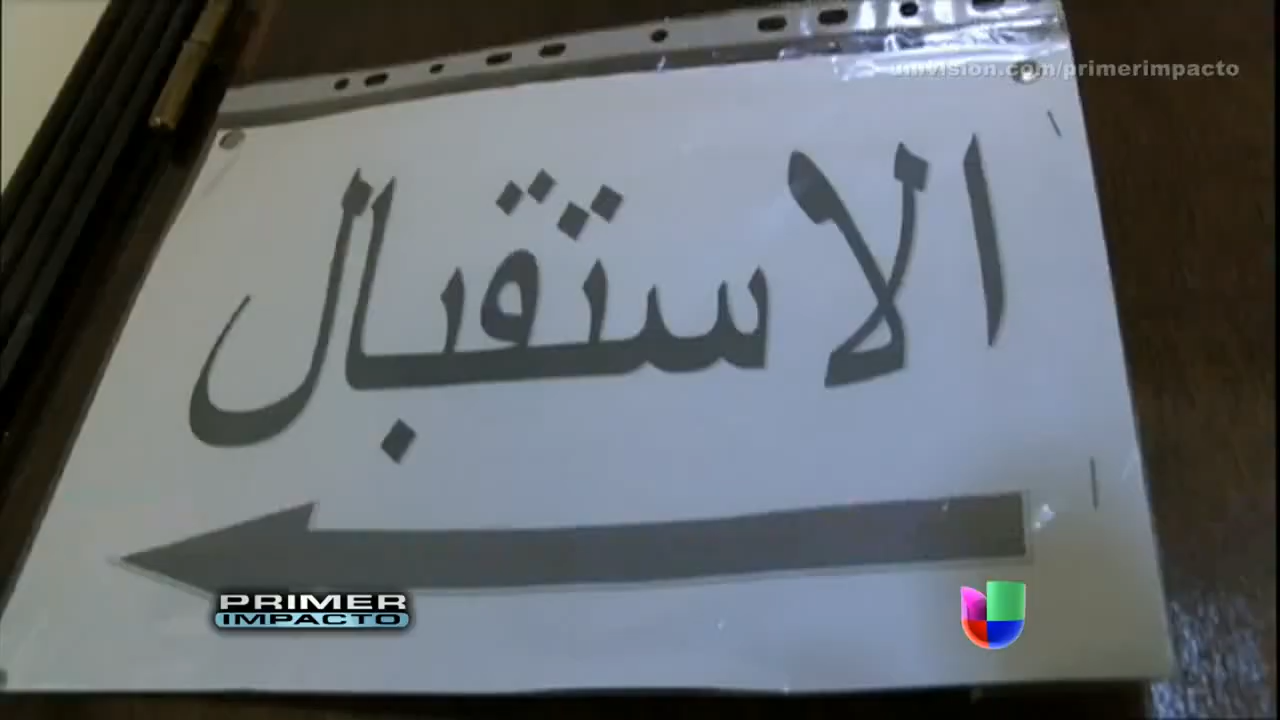 univision.com/primerimpacto
الاستقبال
PRIMER
IMPACTO